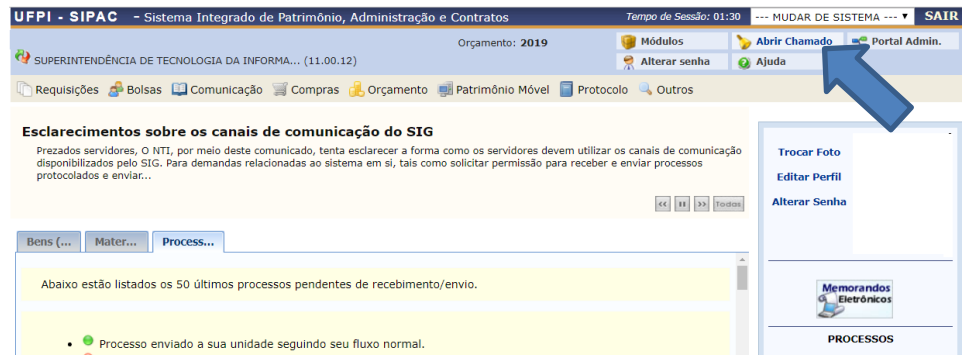 UFPI - SIPAC - Sistema Integrado de Patrimônio, Administração e Contratos
Tempo de Sessão: 01:30
--- MUDAR DE SISTEMA ---
SAIR
Orçamento: 2019
SUPERINTENDÊNCIA DE TECNOLOGIA DA INFORMA... (11.00.12)
Módulos
Abrir Chamado
Portal Admin.
Alterar senha
Ajuda
Requisições Bolsas Comunicação Compras Orçamento Patrimônio Móvel Protocolo Outros
Esclarecimentos sobre os canais de comunicação do SIG
Prezados servidores, O NTI, por meio deste comunicado, tenta esclarecer a forma como os servidores devem utilizar os canais de comunicação
disponibilizados pelo SIG. Para demandas relacionadas ao sistema em si, tais como solicitar permissão para receber e enviar processos
protocolados e enviar...
<< II >> Todas
Trocar Foto
Editar Perfil
Alterar Senha
Bens (... Mater... Process...
Abaixo estão listados os 50 últimos processos pendentes de recebimento/envio.
Processo enviado a sua unidade seguindo seu fluxo normal.
Memorandos
Eletrônicos
PROCESSOS